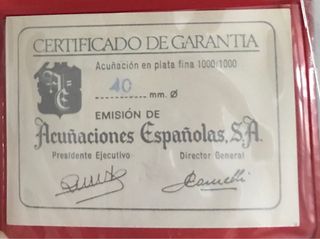 CERTIFICADO DE GARANTIA
Acuñación en plata fina 1000/1000
40 mm. Ø
EMISIÓN DE
Acuñaciones Españolas, S.A.
Presidente Ejecutivo Director General